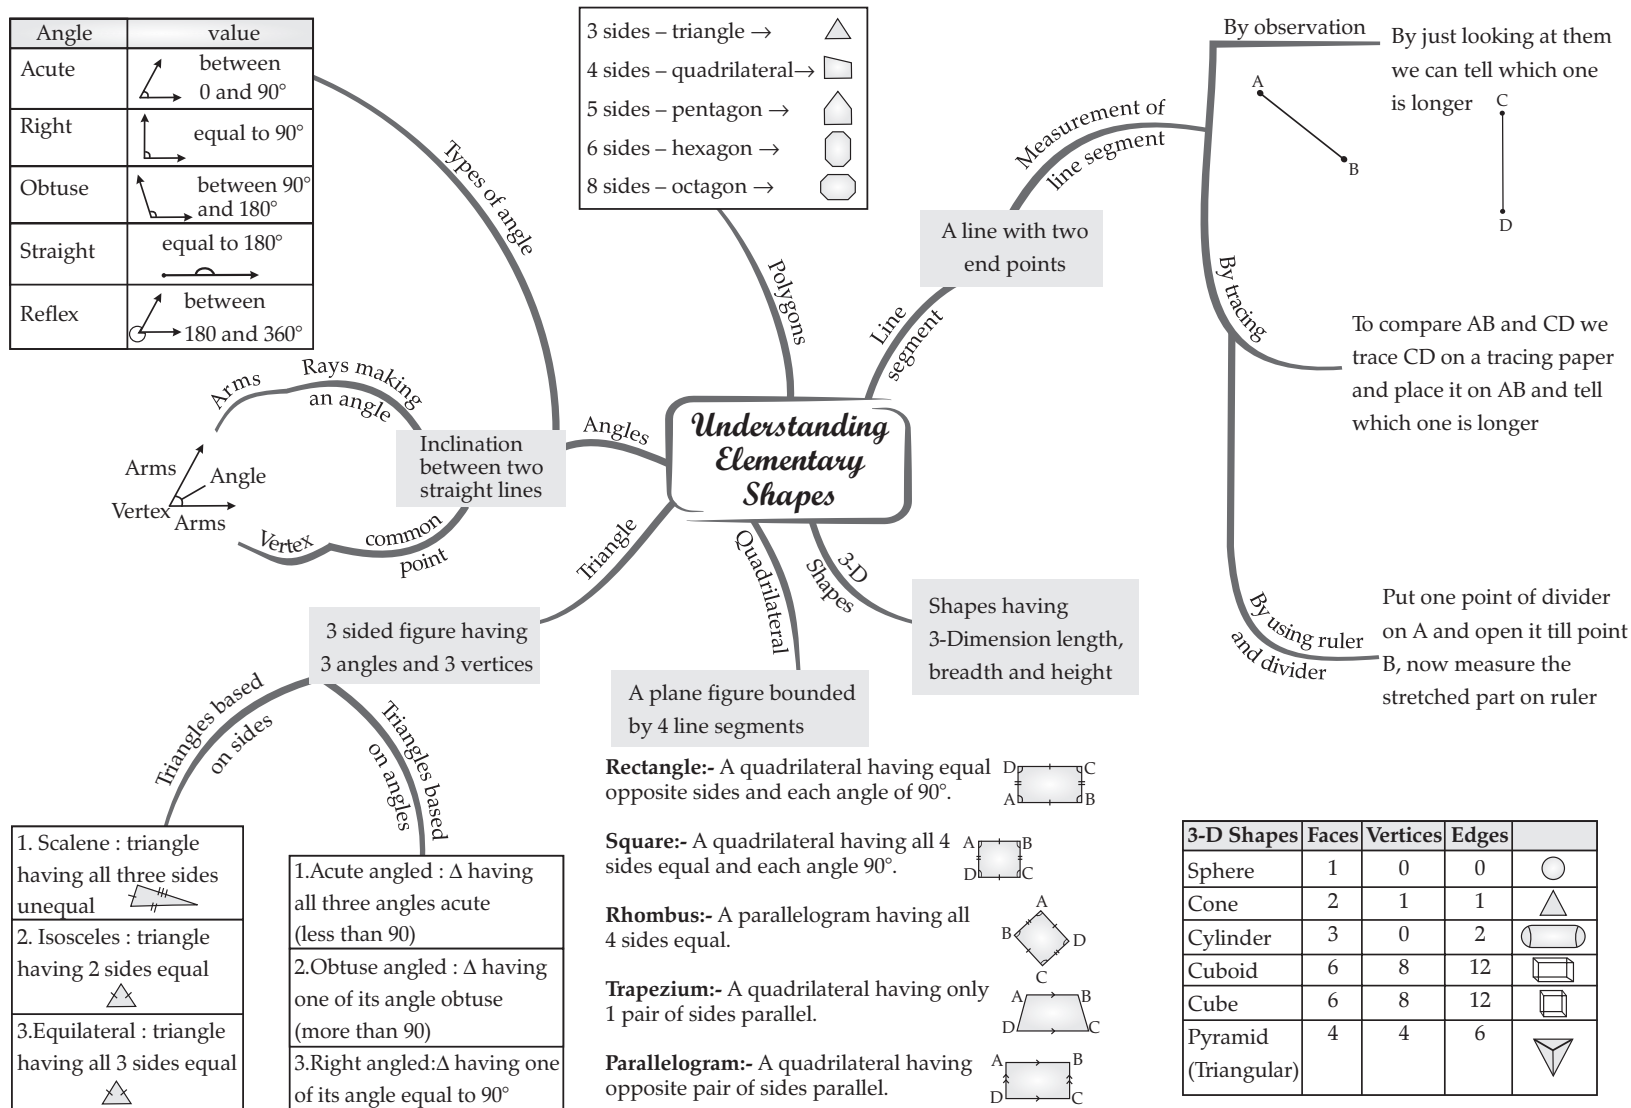 Understanding
Elementary
Shapes
Angles
Inclination
between two
straight lines
Types of angle
Angle value
Acute between
0 and 90°
Right equal to 90°
Obtuse between 90°
and 180°
Straight equal to 180°
Reflex between
180 and 360°
Rays making
an angle
Arms
Arms
Angle
Vertex
Arms
Vertex
common
point
Polygons
3 sides – triangle →
4 sides – quadrilateral→
5 sides – pentagon →
6 sides – hexagon →
8 sides – octagon →
Line
segment
A line with two
end points
Measurement of
line segment
By observation
By just looking at them
we can tell which one
is longer
A
B
C
D
By tracing
To compare AB and CD we
trace CD on a tracing paper
and place it on AB and tell
which one is longer
By using ruler
and divider
Put one point of divider
on A and open it till point
B, now measure the
stretched part on ruler
Triangle
3 sided figure having
3 angles and 3 vertices
Triangles based
on sides
1. Scalene : triangle
having all three sides
unequal
2. Isosceles : triangle
having 2 sides equal
3.Equilateral : triangle
having all 3 sides equal
Triangles based
on angles
1.Acute angled : Δ having
all three angles acute
(less than 90)
2.Obtuse angled : Δ having
one of its angle obtuse
(more than 90)
3.Right angled:Δ having one
of its angle equal to 90°
Quadrilateral
A plane figure bounded
by 4 line segments
Rectangle:- A quadrilateral having equal
opposite sides and each angle of 90°.
D C
A B
Square:- A quadrilateral having all 4
sides equal and each angle 90°.
A B
D C
Rhombus:- A parallelogram having all
4 sides equal.
A
B D
C
Trapezium:- A quadrilateral having only
1 pair of sides parallel.
A B
D C
Parallelogram:- A quadrilateral having
opposite pair of sides parallel.
A B
D C
3-D
Shapes
Shapes having
3-Dimension length,
breadth and height
3-D Shapes Faces Vertices Edges
Sphere 1 0 0
Cone 2 1 1
Cylinder 3 0 2
Cuboid 6 8 12
Cube 6 8 12
Pyramid 4 4 6
(Triangular)